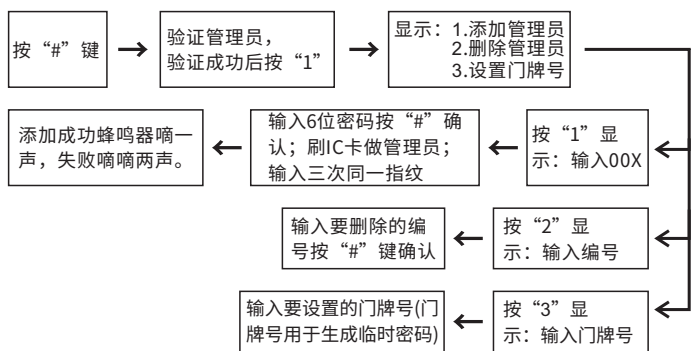 按“#”键
验证管理员，
验证成功后按“1”
显示：1.添加管理员
2.删除管理员
3.设置门牌号
按“1”显
示：输入00X
输入6位密码按“#”确
认；刷IC卡做管理员；
输入三次同一指纹
添加成功蜂鸣器嘀一
声，失败嘀嘀两声。
按“2”显
示：输入编号
输入要删除的编
号按“#”键确认
按“3”显
示：输入门牌号
输入要设置的门牌号(门
牌号用于生成临时密码)